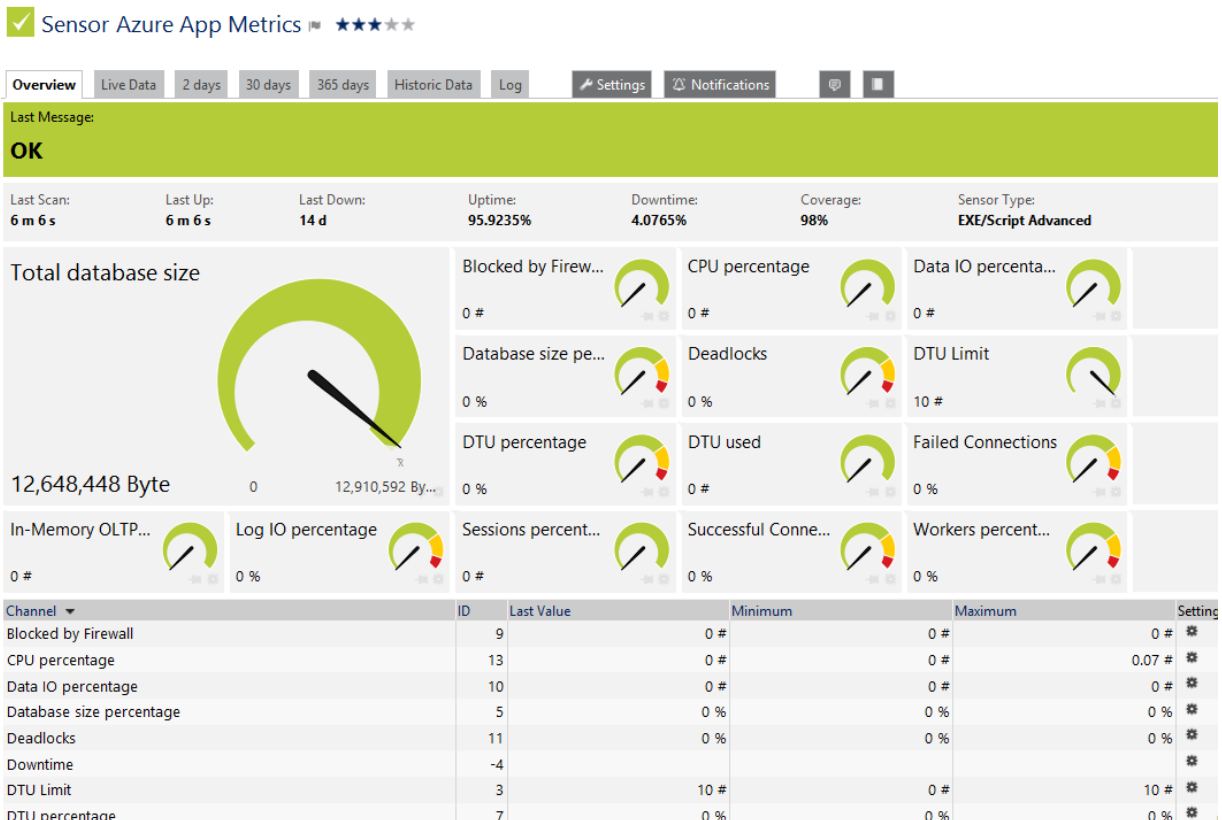 Sensor Azure App Metrics
Overview Live Data 2 days 30 days 365 days Historic Data Log Settings Notifications
Last Message:
OK
Last Scan: Last Up: Last Down: Uptime: Downtime: Coverage: Sensor Type:
6 m 6 s 6 m 6 s 14 d 95.9235% 4.0765% 98% EXE/Script Advanced
Total database size
12,648,448 Byte 0 12,910,592 By...
Blocked by Firew... CPU percentage Data IO percenta...
0 # 0 # 0 #
Database size pe... Deadlocks DTU Limit
0 % 0 % 10 #
DTU percentage DTU used Failed Connections
0 % 0 # 0 %
In-Memory OLTP... Log IO percentage Sessions percent... Successful Conne... Workers percent...
0 # 0 % 0 # 0 % 0 %
Channel ID Last Value Minimum Maximum Setting
Blocked by Firewall 9 0 # 0 # 0 #
CPU percentage 13 0 # 0 # 0.07 #
Data IO percentage 10 0 # 0 # 0 #
Database size percentage 5 0 % 0 % 0 %
Deadlocks 11 0 % 0 % 0 %
Downtime -4
DTU Limit 3 10 # 0 # 10 #
DTU percentage 7 0 % 0 % 0 %